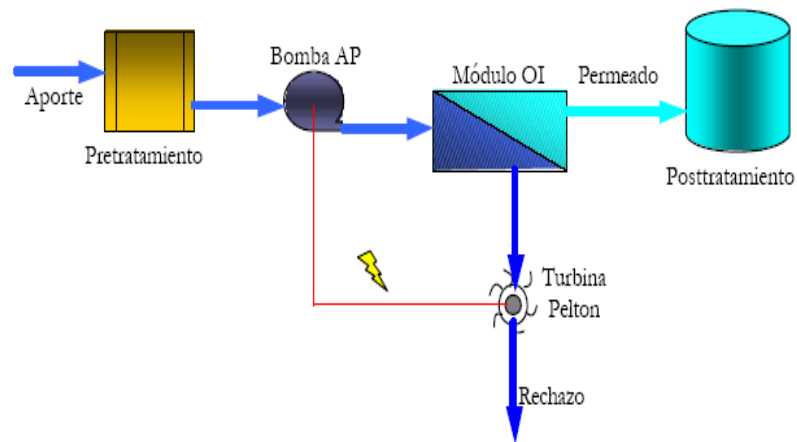 Bomba AP
Módulo OI
Permeado
Aporte
Pretratamiento
Posttratamiento
Turbina
Pelton
Rechazo